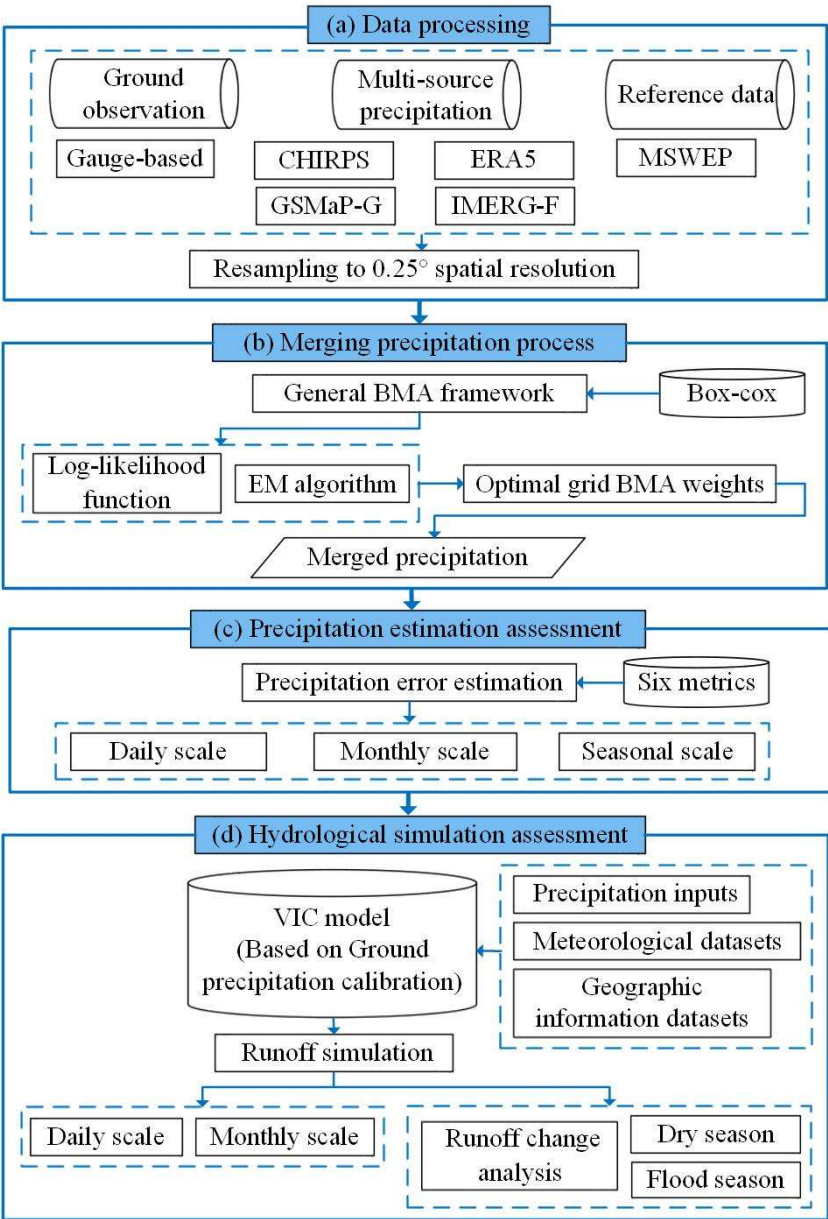 (a) Data processing
Ground
observation
Multi-source
precipitation
Reference data
Gauge-based
CHIRPS
ERA5
MSWEP
GSMaP-G
IMERG-F
Resampling to 0.25° spatial resolution
(b) Merging precipitation process
General BMA framework
Box-cox
Log-likelihood
function
EM algorithm
Optimal grid BMA weights
Merged precipitation
(c) Precipitation estimation assessment
Precipitation error estimation
Six metrics
Daily scale
Monthly scale
Seasonal scale
(d) Hydrological simulation assessment
VIC model
(Based on Ground
precipitation calibration)
Precipitation inputs
Meteorological datasets
Geographic
information datasets
Runoff simulation
Daily scale
Monthly scale
Runoff change
analysis
Dry season
Flood season